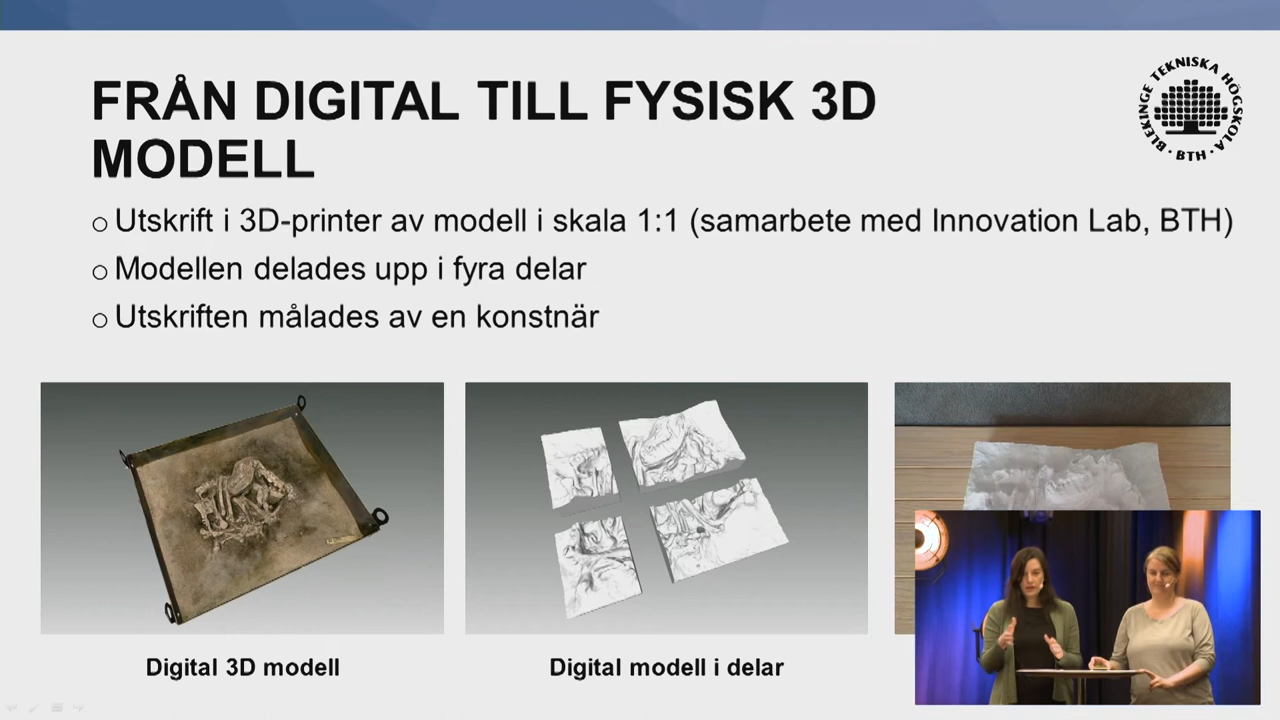 FRÅN DIGITAL TILL FYSISK 3D
MODELL
BLEKINGE TEKNISKA HÖGSKOLA · BTH ·
o Utskrift i 3D-printer av modell i skala 1:1 (samarbete med Innovation Lab, BTH)
o Modellen delades upp i fyra delar
o Utskriften målades av en konstnär
Digital 3D modell
Digital modell i delar